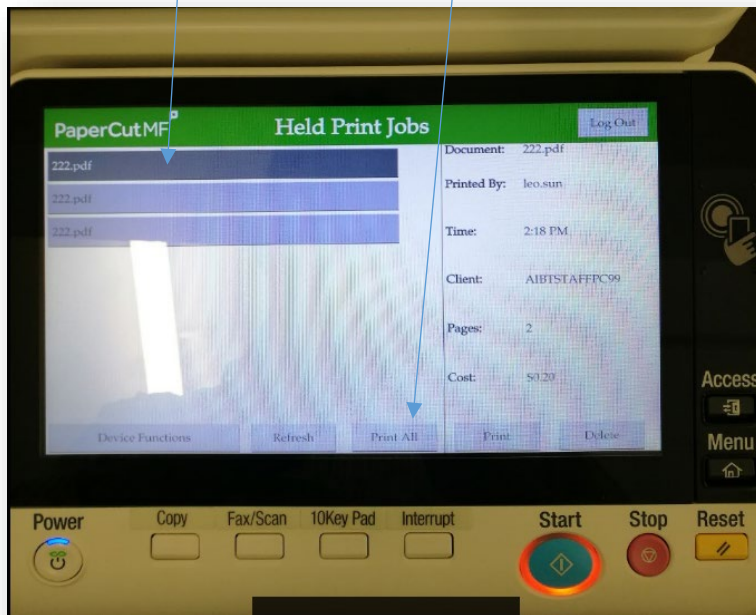 PaperCut MF Held Print Jobs Log Out
222.pdf
222.pdf
222.pdf
Document: 222.pdf
Printed By: leo.sun
Time: 2:18 PM
Client: AIBTSTAFFPC99
Pages: 2
Cost: $0.20
Device Functions Refresh Print All Print Delete
Access
Menu
Power Copy Fax/Scan 10Key Pad Interrupt Start Stop Reset